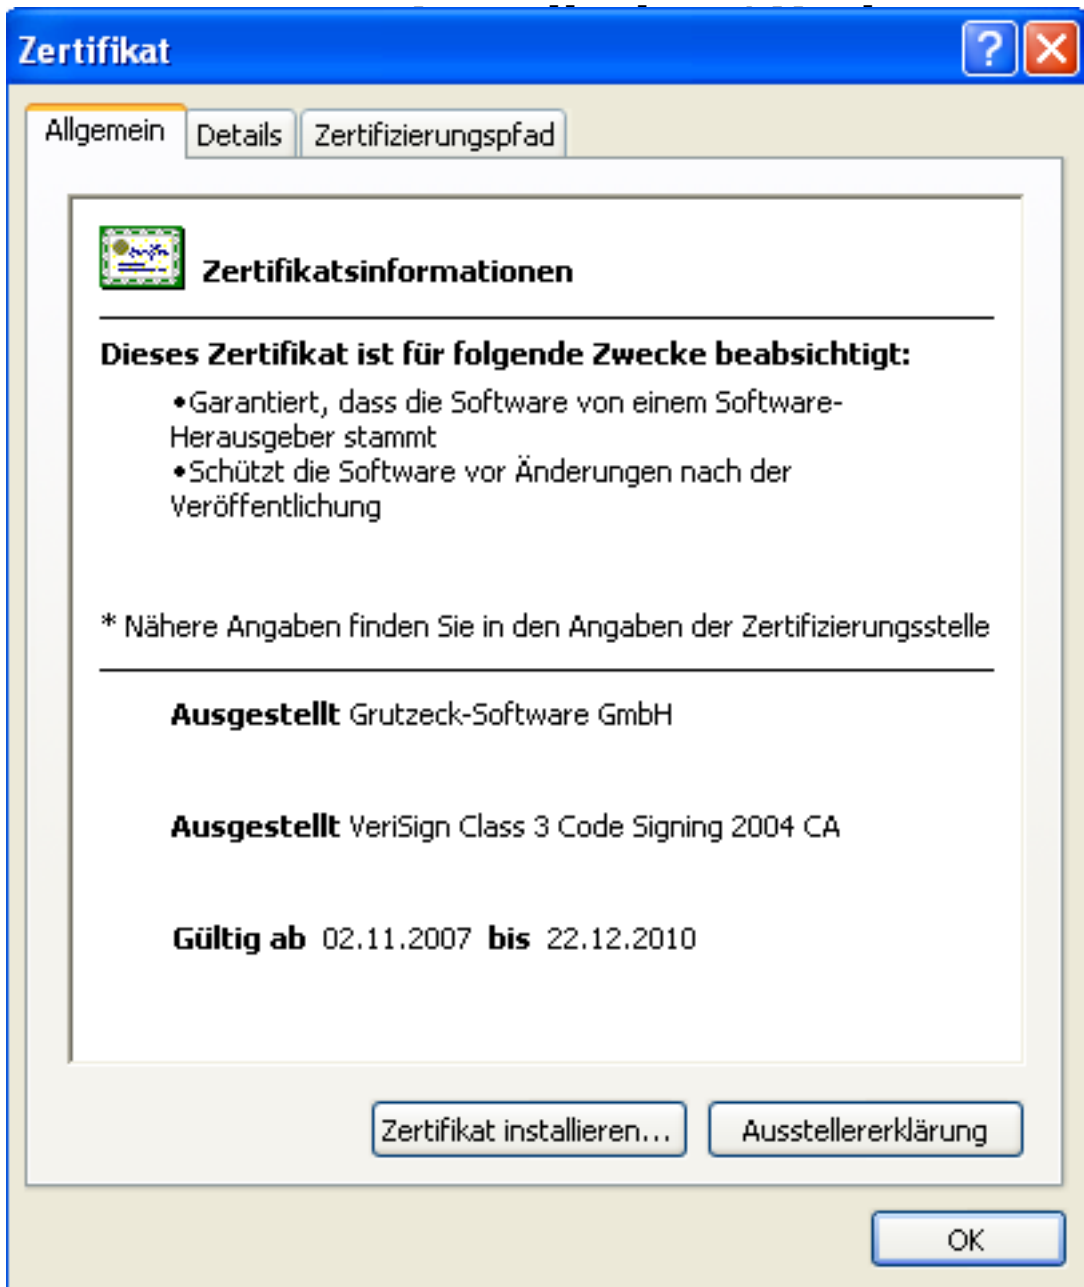 Zertifikat
Allgemein Details Zertifizierungspfad
Zertifikatsinformationen
Dieses Zertifikat ist für folgende Zwecke beabsichtigt:
•Garantiert, dass die Software von einem Software-
Herausgeber stammt
•Schützt die Software vor Änderungen nach der
Veröffentlichung
* Nähere Angaben finden Sie in den Angaben der Zertifizierungsstelle
Ausgestellt Grutzeck-Software GmbH
Ausgestellt VeriSign Class 3 Code Signing 2004 CA
Gültig ab 02.11.2007 bis 22.12.2010
Zertifikat installieren... Ausstellererklärung
OK